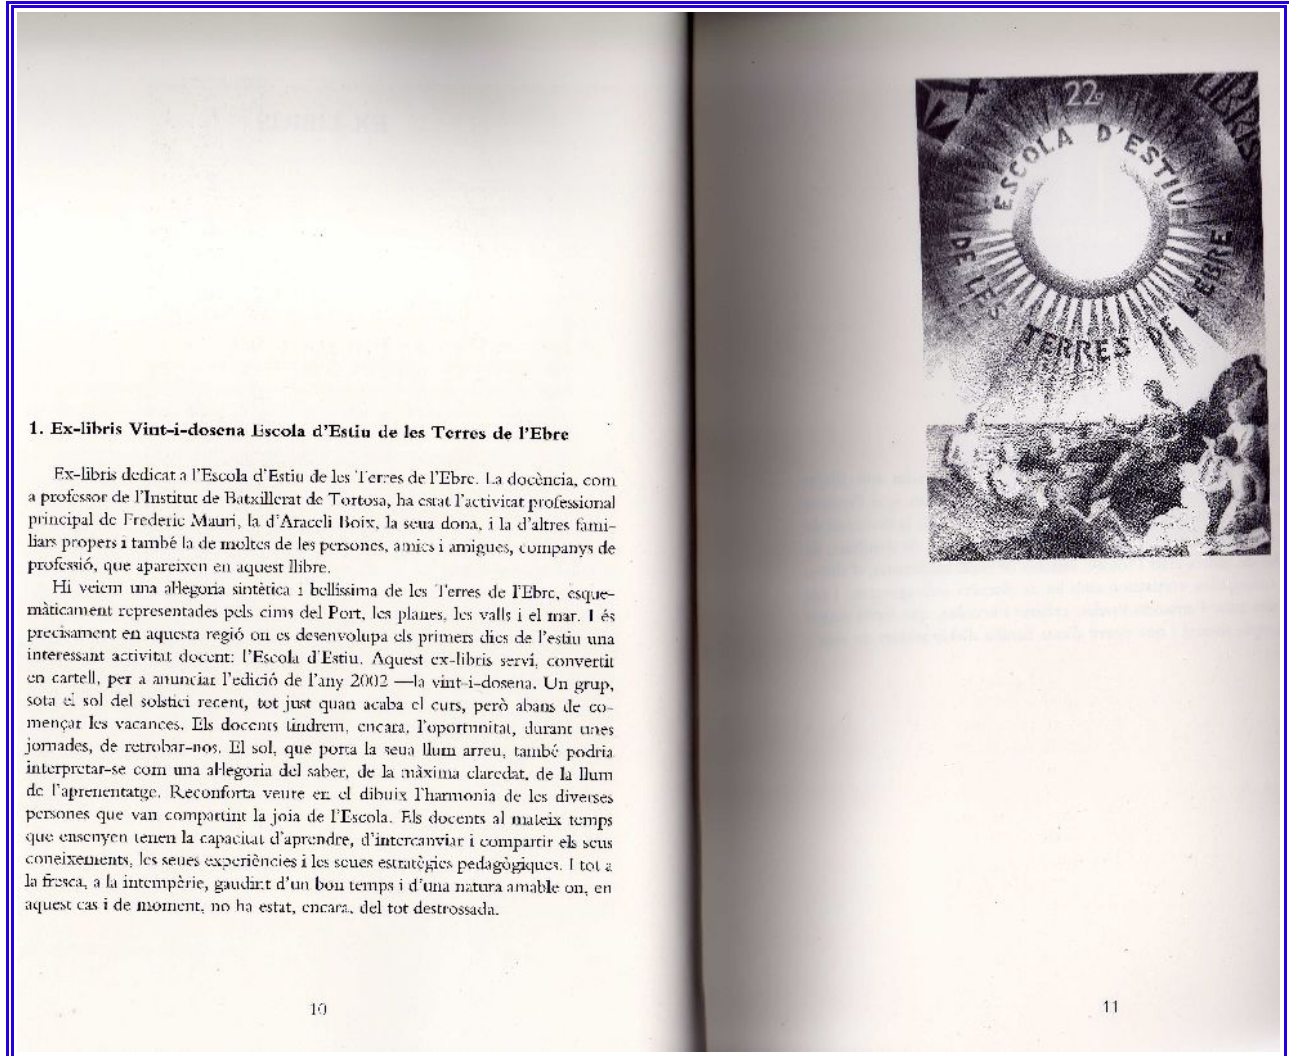 1. Ex-libris Vint-i-dosena Escola d'Estiu de les Terres de l'Ebre
Ex-libris dedicat a l'Escola d'Estiu de les Terres de l'Ebre. La docència, com
a professor de l'Institut de Batxillerat de Tortosa, ha estat l'activitat professional
principal de Frederic Mauri, la d'Araceli Boix, la seua dona, i la d'altres fami-
liars propers i també la de moltes de les persones, amics i amigues, companys de
professió, que apareixen en aquest llibre.
Hi veiem una al·legoria sintètica i bellíssima de les Terres de l'Ebre, esque-
màticament representades pels cims del Port, les planes, les valls i el mar. I és
precisament en aquesta regió on es desenvolupa els primers dies de l'estiu una
interessant activitat docent: l'Escola d'Estiu. Aquest ex-libris serví, convertit
en cartell, per a anunciar l'edició de l'any 2002 —la vint-i-dosena. Un grup,
sota el sol del solstici recent, tot just quan acaba el curs, però abans de co-
mençar les vacances. Els docents tindrem, encara, l'oportunitat, durant unes
jornades, de retrobar-nos. El sol, que porta la seua llum arreu, també podria
interpretar-se com una al·legoria del saber, de la màxima claredat, de la llum
de l'aprenentatge. Reconforta veure en el dibuix l'harmonia de les diverses
persones que van compartint la joia de l'Escola. Els docents al mateix temps
que ensenyen tenen la capacitat d'aprendre, d'intercanviar i compartir els seus
coneixements, les seues experiències i les seues estratègies pedagògiques. I tot a
la fresca, a la intempèrie, gaudint d'un bon temps i d'una natura amable on, en
aquest cas i de moment, no ha estat, encara, del tot destrossada.
10
22a
LIBRIS
ESCOLA D'ESTIU
DE LES TERRES DE L'EBRE
11